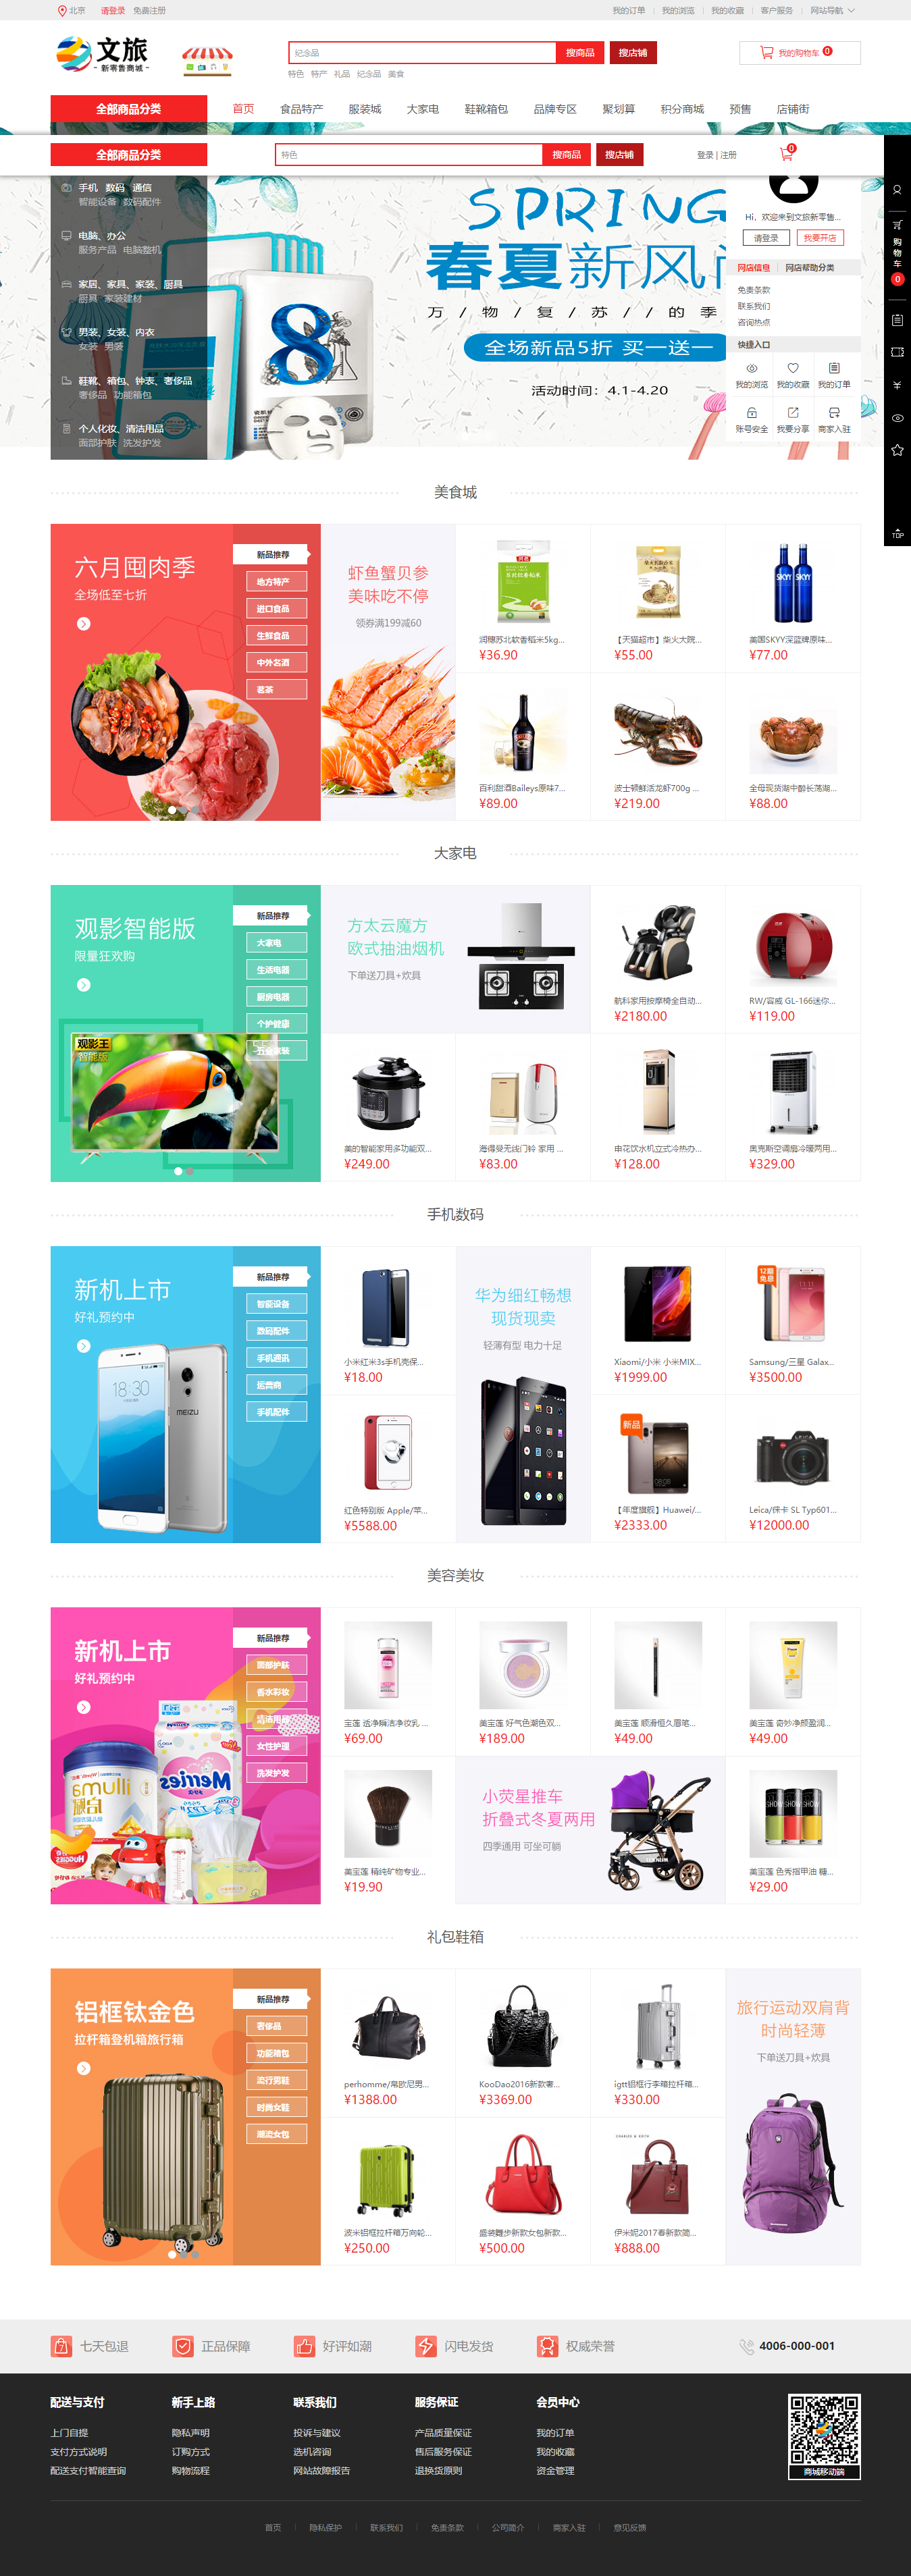 北京 请登录 免费注册 我的订单 我的浏览 我的收藏 客户服务 网站导航
文旅
新零售商城
纪念品 搜商品 搜店铺 我的购物车 0
特色 特产 礼品 纪念品 美食
全部商品分类 首页 食品特产 服装城 大家电 鞋靴箱包 品牌专区 聚划算 积分商城 预售 店铺街
全部商品分类 特色 搜商品 搜店铺 登录 | 注册 0
手机 数码 通信
智能设备 数码配件
电脑、办公
服务产品 电脑整机
家居、家具、家装、厨具
厨具 家装建材
男装、女装、内衣
女装 男装
鞋靴、箱包、钟表、奢侈品
奢侈品 功能箱包
个人化妆、清洁用品
面部护肤 洗发护发
SPRING
春夏新风尚
万/物/复/苏/的/季
全场新品5折 买一送一
活动时间：4.1-4.20
Hi，欢迎来到文旅新零售...
请登录 我要开店
网店信息 网店帮助分类
免责条款
联系我们
咨询热点
快捷入口
我的浏览 我的收藏 我的订单
账号安全 我要分享 商家入驻
购物车
0
TOP
美食城
六月囤肉季
全场低至七折
新品推荐
地方特产
进口食品
生鲜食品
中外名酒
茗茶
虾鱼蟹贝参
美味吃不停
领券满199减60
润穗苏北软香稻米5kg...
¥36.90
【天猫超市】柴火大院...
¥55.00
美国SKYY深蓝牌原味...
¥77.00
百利甜酒Baileys原味7...
¥89.00
波士顿鲜活龙虾700g ...
¥219.00
全母现货湖中醉长荡湖...
¥88.00
大家电
观影智能版
限量狂欢购
新品推荐
大家电
生活电器
厨房电器
个护健康
五金家装
观影王
智能版
方太云魔方
欧式抽油烟机
下单送刀具+炊具
航科家用按摩椅全自动...
¥2180.00
RW/容威 GL-166迷你...
¥119.00
美的智能家用多功能双...
¥249.00
海得曼无线门铃 家用 ...
¥83.00
申花饮水机立式冷热办...
¥128.00
奥克斯空调扇冷暖两用...
¥329.00
手机数码
新机上市
好礼预约中
新品推荐
智能设备
数码配件
手机通讯
运营商
手机配件
18:30
MEIZU
小米红米3s手机壳保...
¥18.00
华为细红畅想
现货现卖
轻薄有型 电力十足
Xiaomi/小米 小米MIX...
¥1999.00
12期
免息
Samsung/三星 Galax...
¥3500.00
红色特别版 Apple/苹...
¥5588.00
新品
【年度旗舰】Huawei/...
¥2333.00
Leica/徕卡 SL Typ601...
¥12000.00
美容美妆
新机上市
好礼预约中
新品推荐
面部护肤
香水彩妆
清洁用品
女性护理
洗发护发
Merries
宝莲 透净瞬洁净妆乳 ...
¥69.00
美宝莲 好气色潮色双...
¥189.00
美宝莲 顺滑恒久眉笔...
¥49.00
美宝莲 奇妙净颜盈润...
¥49.00
美宝莲 稀纯矿物专业...
¥19.90
小荧星推车
折叠式冬夏两用
四季通用 可坐可躺
SHOW SHOW SHOW
美宝莲 色秀指甲油 糖...
¥29.00
礼包鞋箱
铝框钛金色
拉杆箱登机箱旅行箱
新品推荐
奢侈品
功能箱包
流行男鞋
时尚女鞋
潮流女包
perhomme/帛欧尼男...
¥1388.00
KooDao2016新款奢...
¥3369.00
igtt铝框行李箱拉杆箱...
¥330.00
旅行运动双肩背
时尚轻薄
下单送刀具+炊具
波米铝框拉杆箱万向轮...
¥250.00
盛装舞步新款女包新款...
¥500.00
CHARLES & KEITH
伊米妮2017春新款简...
¥888.00
七天包退 正品保障 好评如潮 闪电发货 权威荣誉 4006-000-001
配送与支付 新手上路 联系我们 服务保证 会员中心
上门自提 隐私声明 投诉与建议 产品质量保证 我的订单
支付方式说明 订购方式 选机咨询 售后服务保证 我的收藏
配送支付智能查询 购物流程 网站故障报告 退换货原则 资金管理
商城移动端
首页 隐私保护 联系我们 免责条款 公司简介 商家入驻 意见反馈